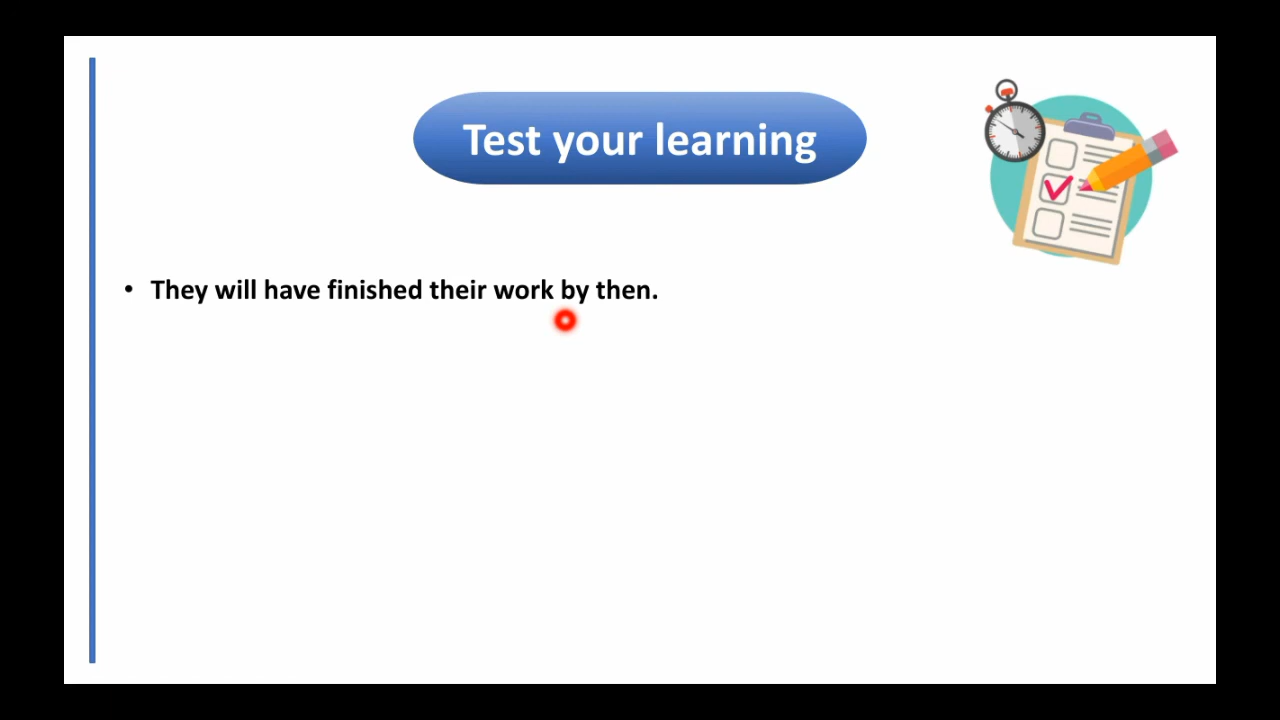 Test your learning
• They will have finished their work by then.